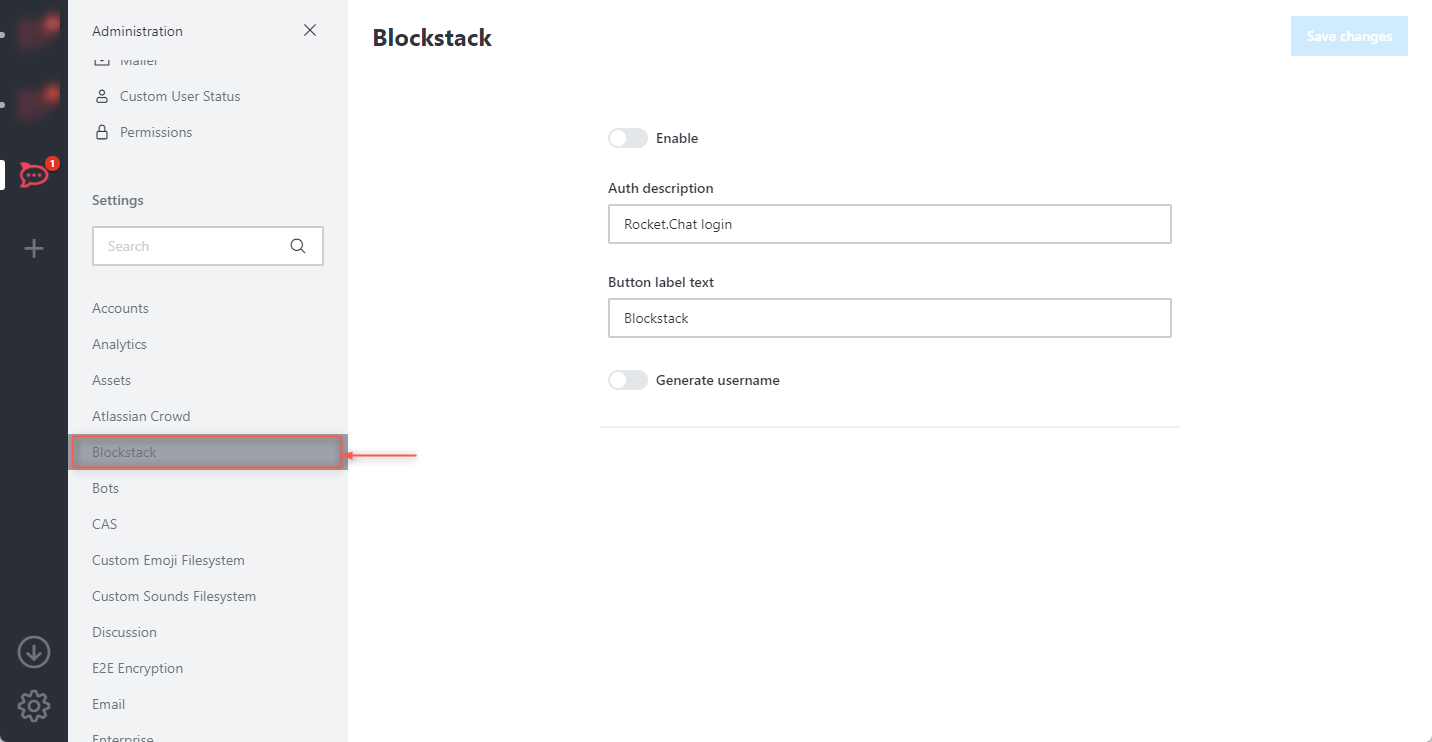 Administration
Mailer
Custom User Status
Permissions
1
Settings
Search
Accounts
Analytics
Assets
Atlassian Crowd
Blockstack
Bots
CAS
Custom Emoji Filesystem
Custom Sounds Filesystem
Discussion
E2E Encryption
Email
Enterprise
Blockstack
Save changes
Enable
Auth description
Rocket.Chat login
Button label text
Blockstack
Generate username